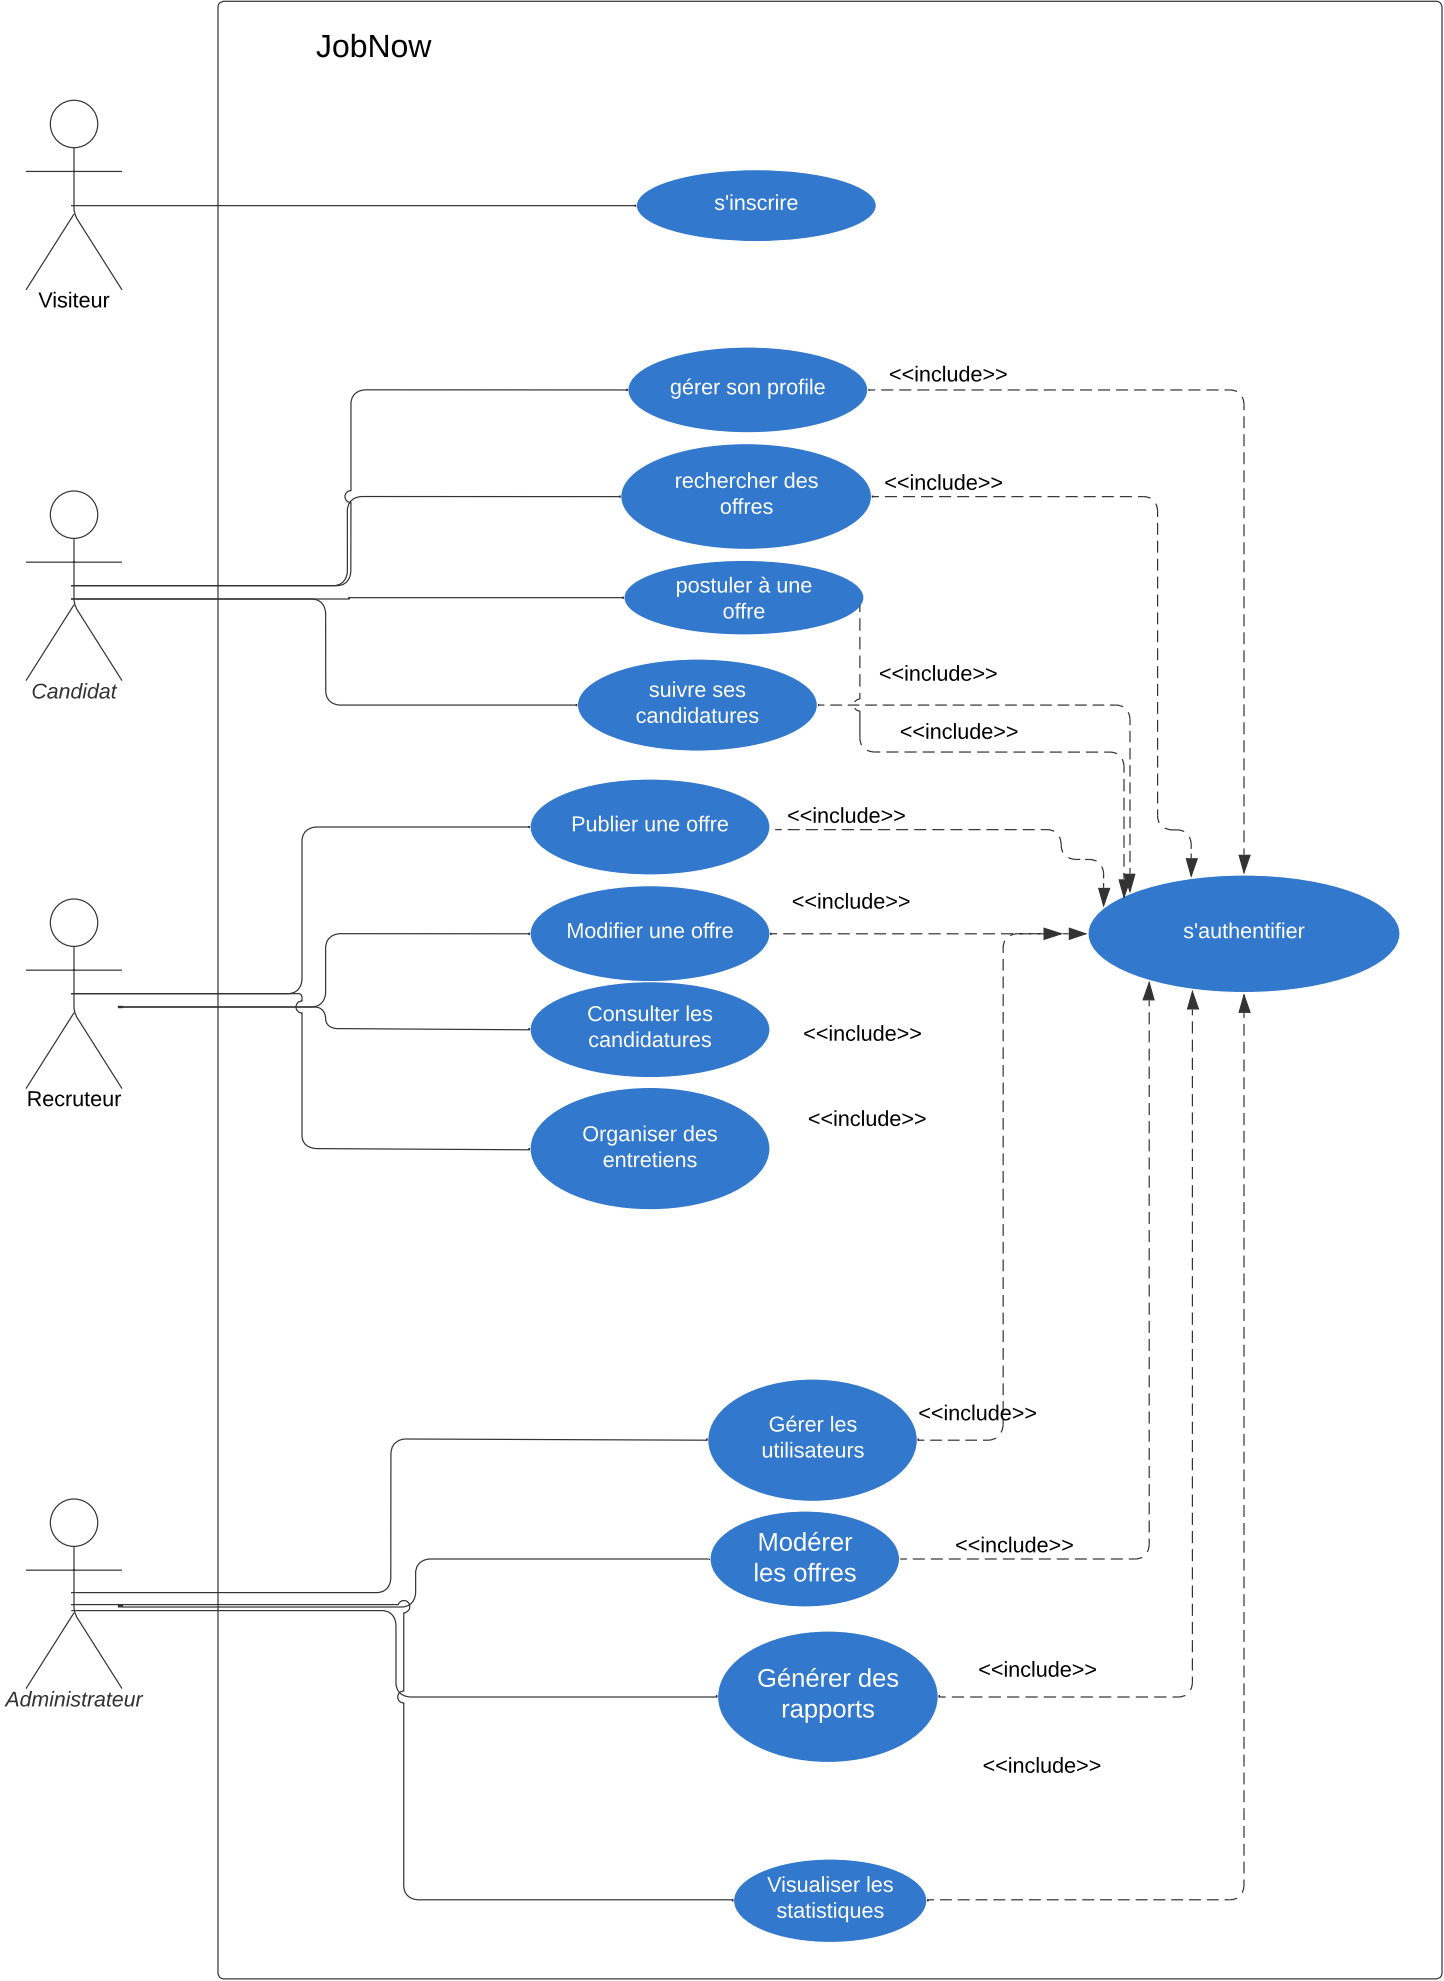 JobNow
s'inscrire
Visiteur
gérer son profile
<<include>>
rechercher des
offres
<<include>>
postuler à une
offre
<<include>>
suivre ses
candidatures
<<include>>
Candidat
Publier une offre
<<include>>
Modifier une offre
<<include>>
s'authentifier
Consulter les
candidatures
<<include>>
Recruteur
Organiser des
entretiens
<<include>>
Gérer les
utilisateurs
<<include>>
Modérer
les offres
<<include>>
Générer des
rapports
<<include>>
Administrateur
<<include>>
Visualiser les
statistiques